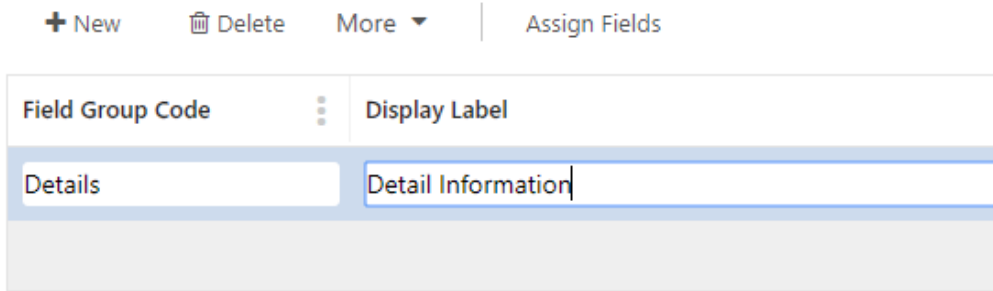 New Delete More Assign Fields
Field Group Code Display Label
Details Detail Information